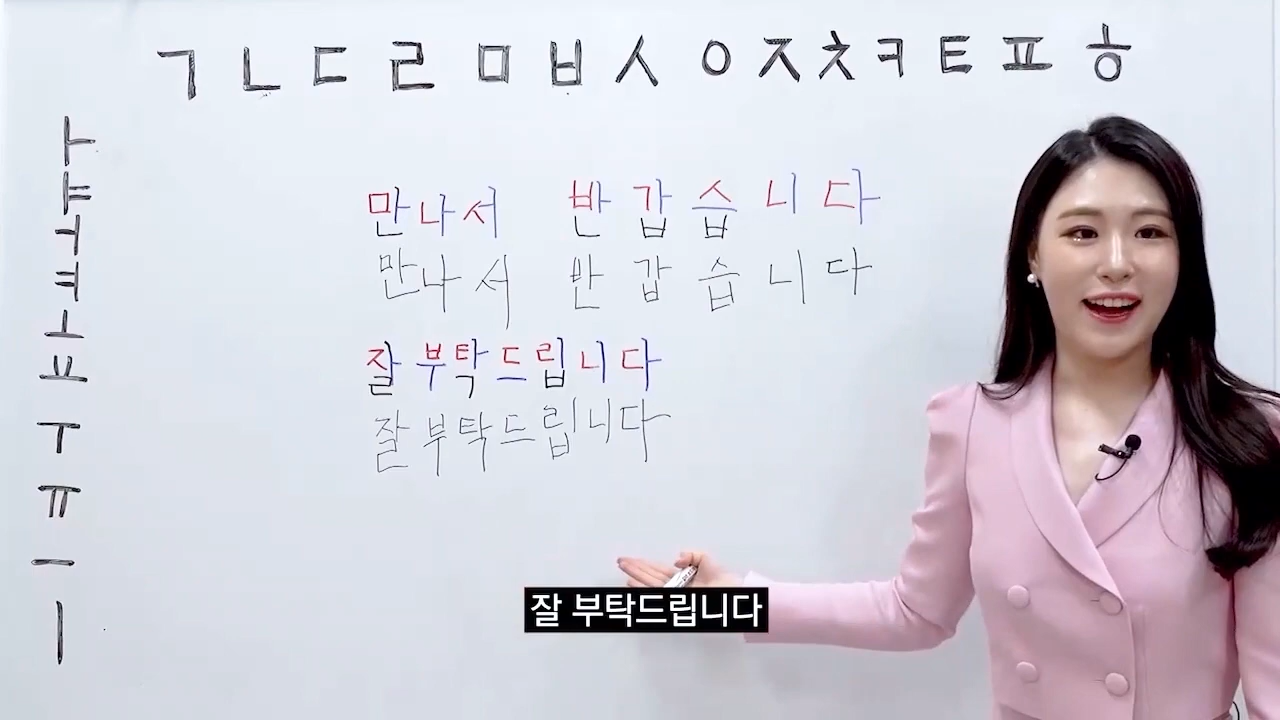 ㄱ ㄴ ㄷ ㄹ ㅁ ㅂ ㅅ ㅇ ㅈ ㅊ ㅋ ㅌ ㅍ ㅎ
ㅏ
ㅑ
ㅓ
ㅕ
ㅗ
ㅛ
ㅜ
ㅠ
ㅡ
ㅣ
만나서 반갑습니다
만나서 반갑습니다
잘 부탁드립니다
잘 부탁드립니다
잘 부탁드립니다